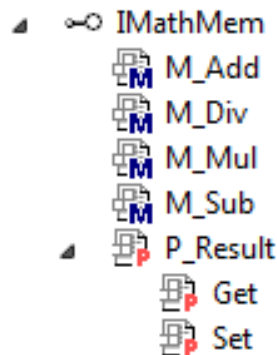 IMathMem
M_Add
M_Div
M_Mul
M_Sub
P_Result
Get
Set